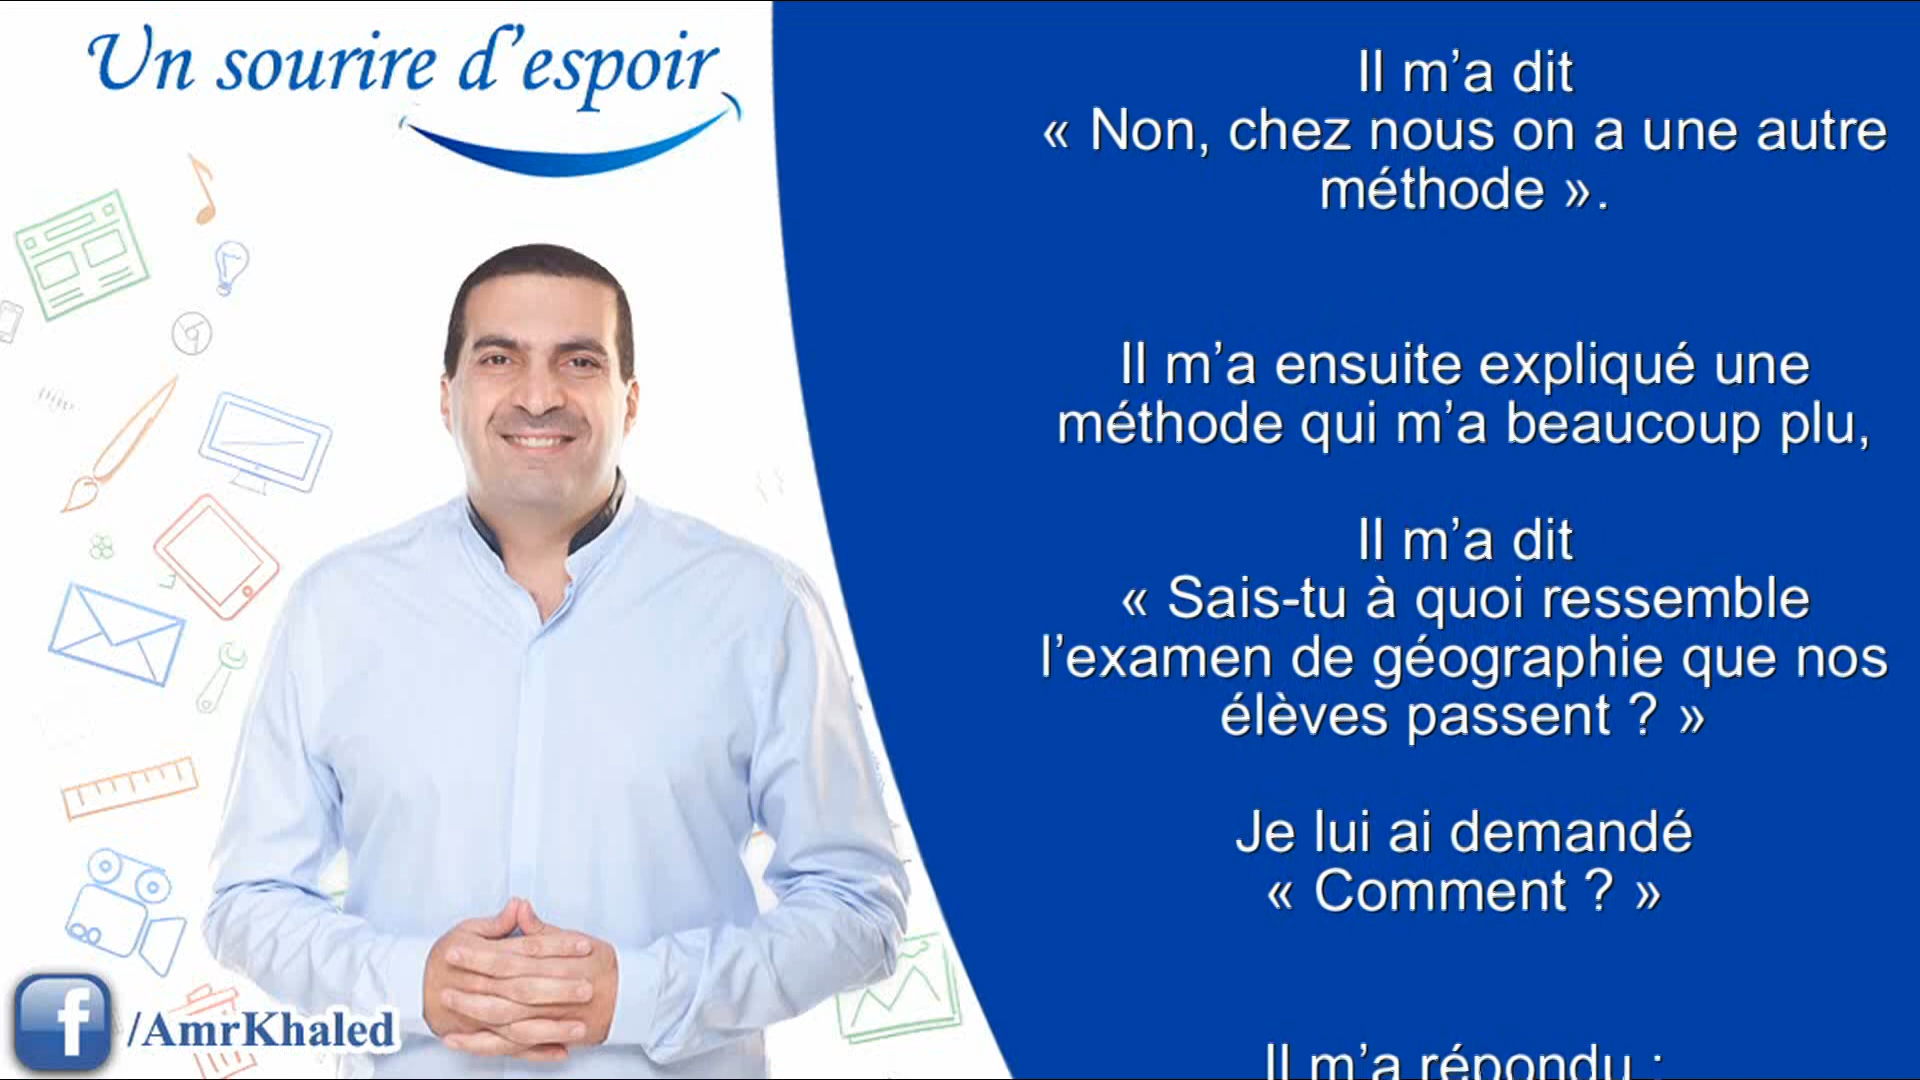 Un sourire d’espoir
Il m’a dit
« Non, chez nous on a une autre
méthode ».
Il m’a ensuite expliqué une
méthode qui m’a beaucoup plu,
Il m’a dit
« Sais-tu à quoi ressemble
l’examen de géographie que nos
élèves passent ? »
Je lui ai demandé
« Comment ? »
Il m’a répondu :
f /AmrKhaled